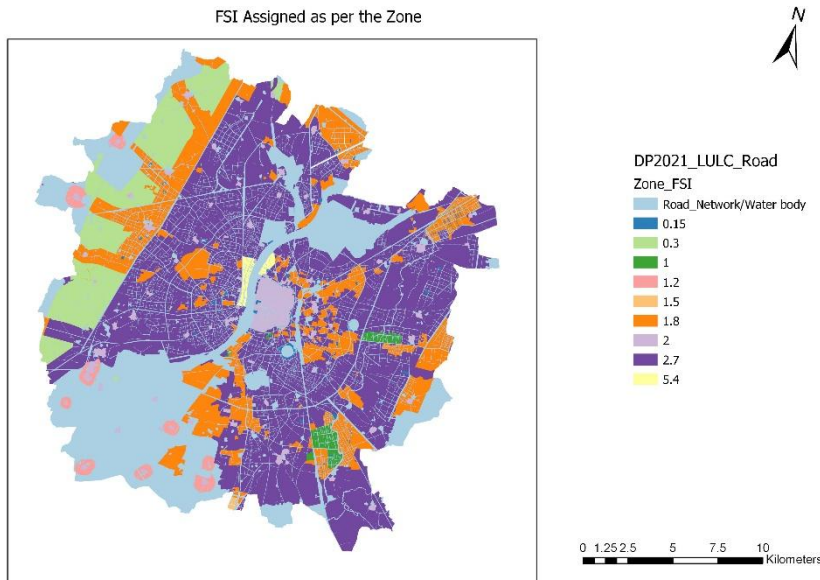 FSI Assigned as per the Zone
N
DP2021_LULC_Road
Zone_FSI
Road_Network/Water body
0.15
0.3
1
1.2
1.5
1.8
2
2.7
5.4
0 1.25 2.5 5 7.5 10
Kilometers